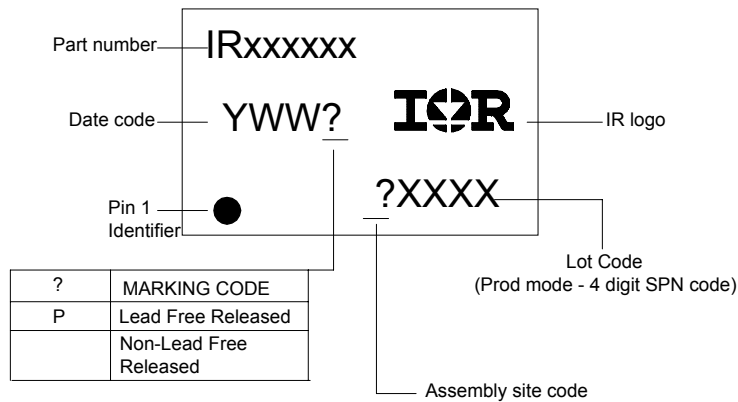 Part number
IRxxxxxx
Date code
YWW?
IOR
IR logo
?XXXX
Pin 1
Identifier
Lot Code
(Prod mode - 4 digit SPN code)
? MARKING CODE
P Lead Free Released
Non-Lead Free
Released
Assembly site code